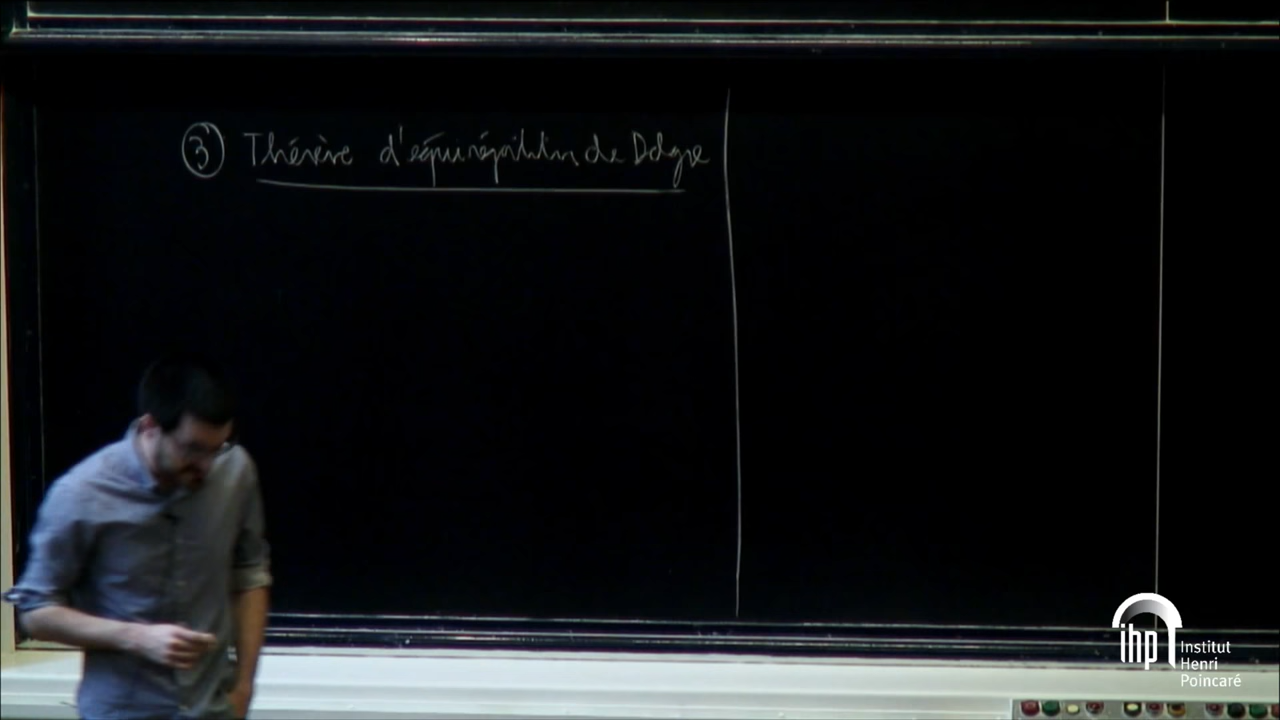 ③ Théorème d'équirépartition de Deligne
ihp Institut
Henri
Poincaré